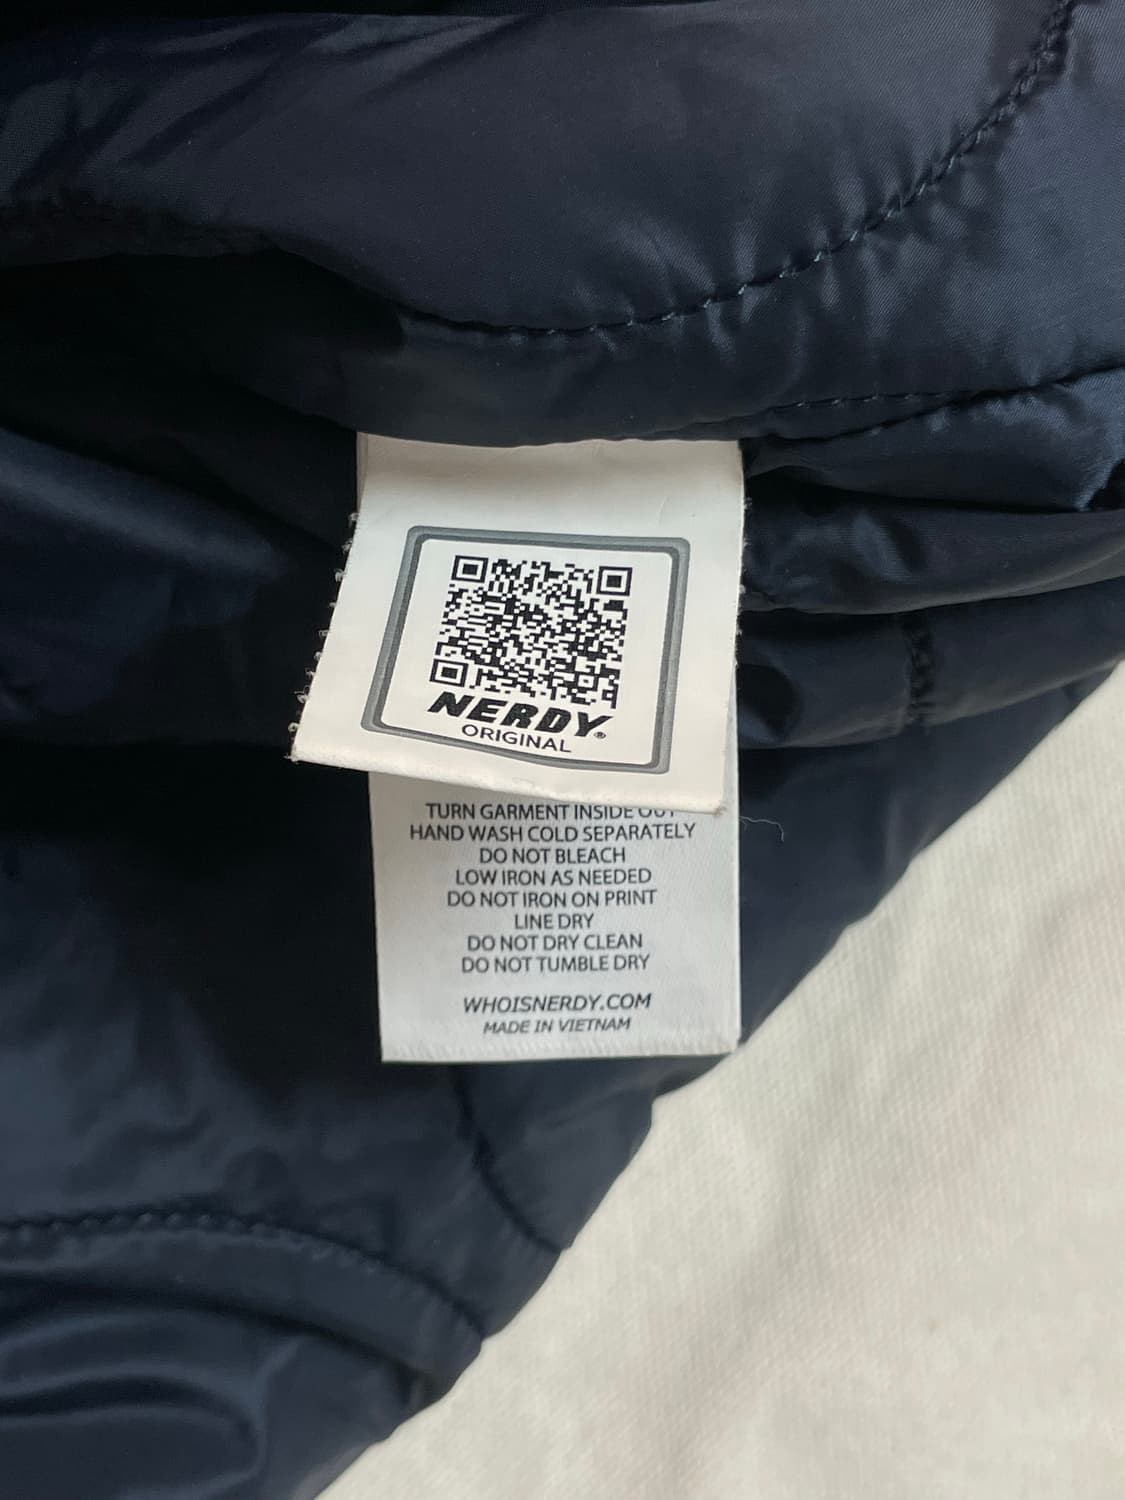 NERDY®
ORIGINAL
TURN GARMENT INSIDE OUT
HAND WASH COLD SEPARATELY
DO NOT BLEACH
LOW IRON AS NEEDED
DO NOT IRON ON PRINT
LINE DRY
DO NOT DRY CLEAN
DO NOT TUMBLE DRY
WHOISNERDY.COM
MADE IN VIETNAM